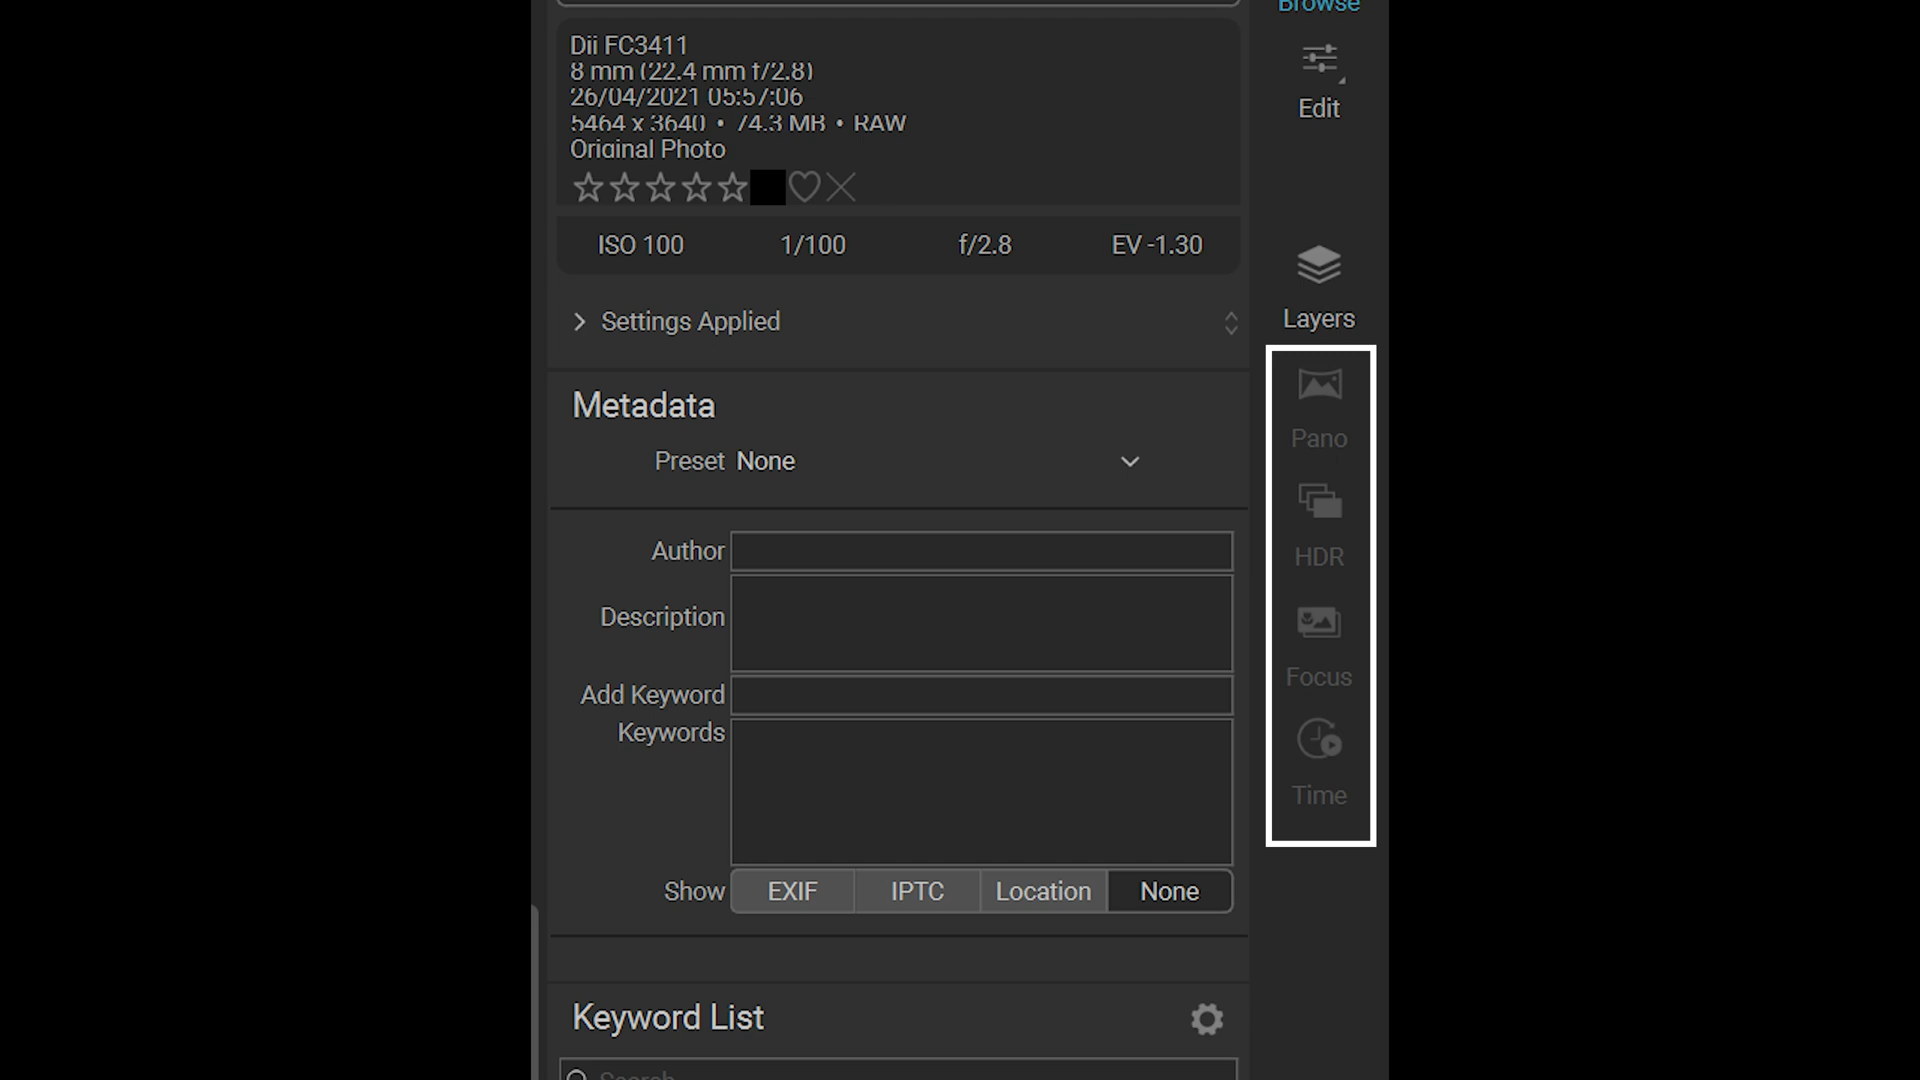 Browse
Dii FC3411
8 mm (22.4 mm f/2.8)
26/04/2021 05:57:06
5464 x 3640 • 74.3 MB • RAW
Original Photo
Edit
ISO 100 1/100 f/2.8 EV -1.30
Layers
Settings Applied
Metadata
Pano
Preset None
Author
HDR
Description
Focus
Add Keyword
Keywords
Time
Show EXIF IPTC Location None
Keyword List
Search